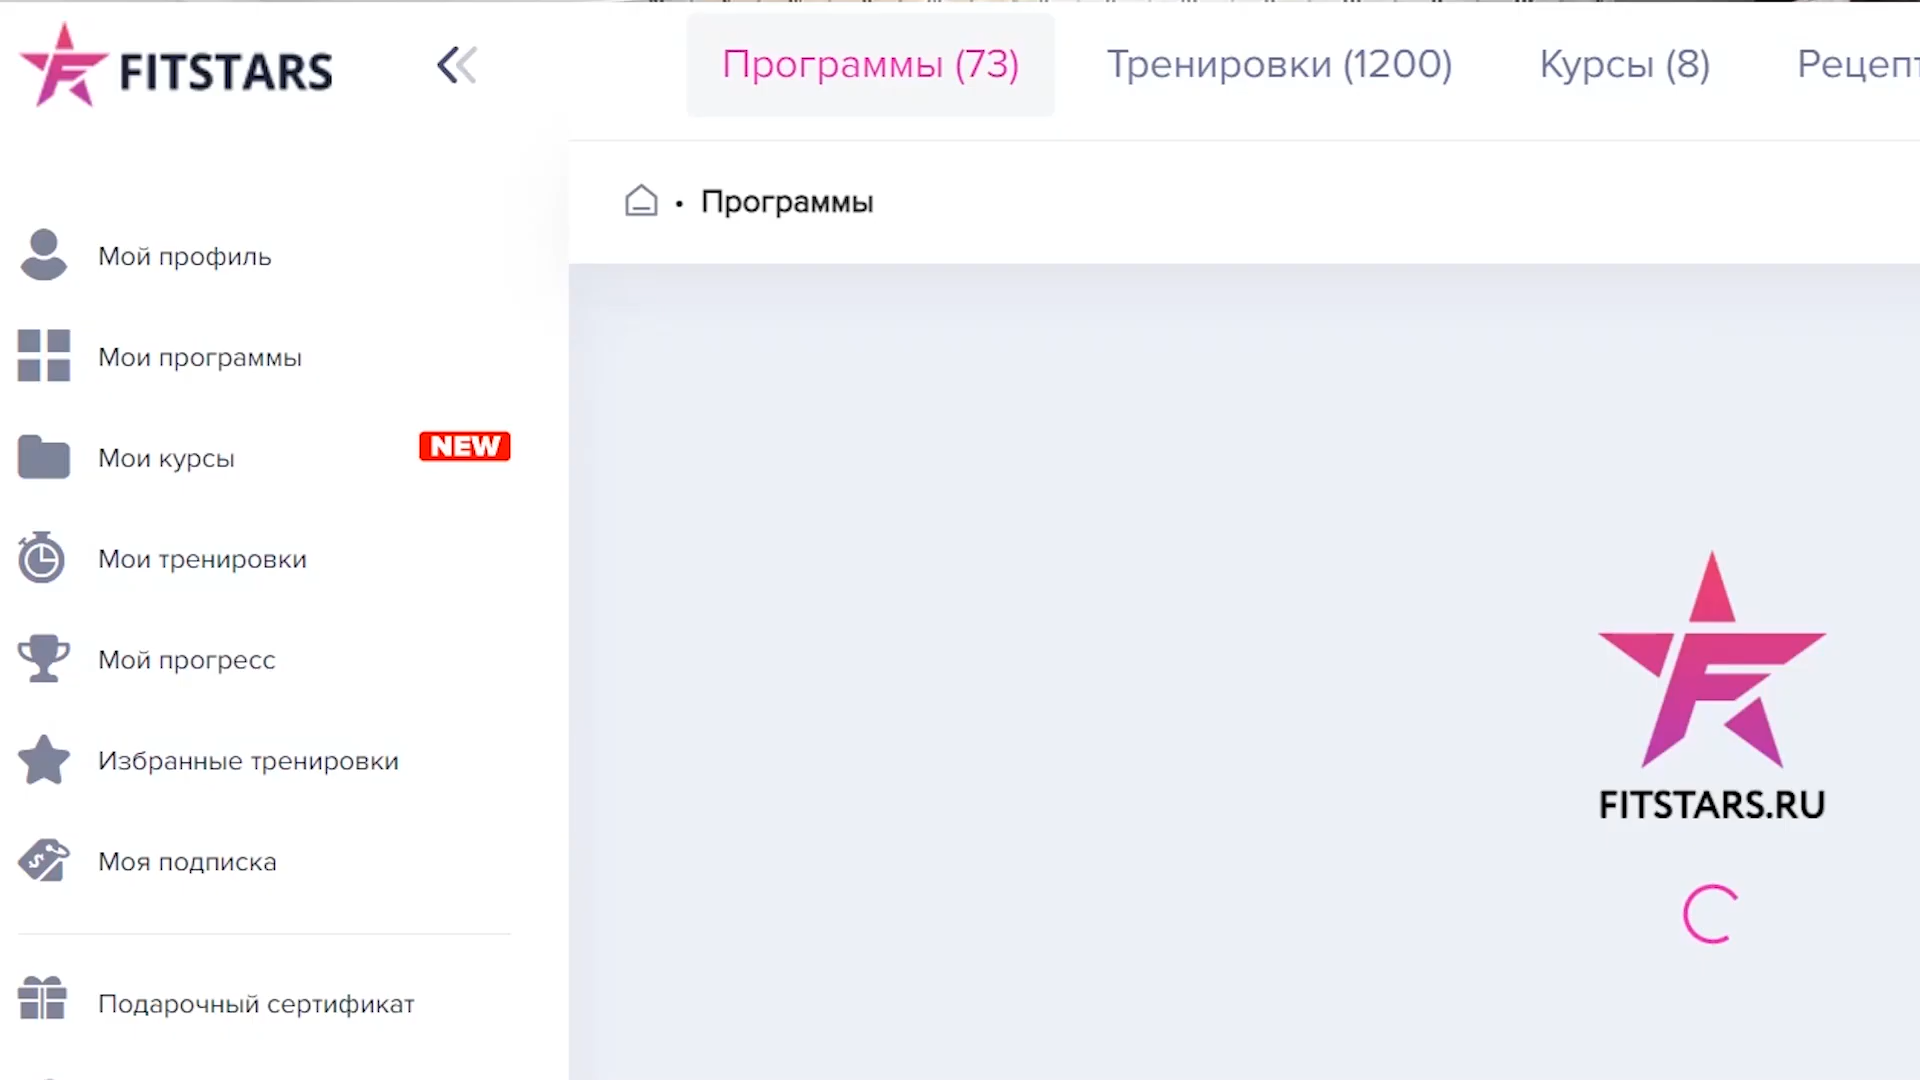 FITSTARS
Программы (73)
Тренировки (1200)
Курсы (8)
Программы
Мой профиль
Мои программы
Мои курсы
NEW
Мои тренировки
Мой прогресс
Избранные тренировки
Моя подписка
Подарочный сертификат
FITSTARS.RU